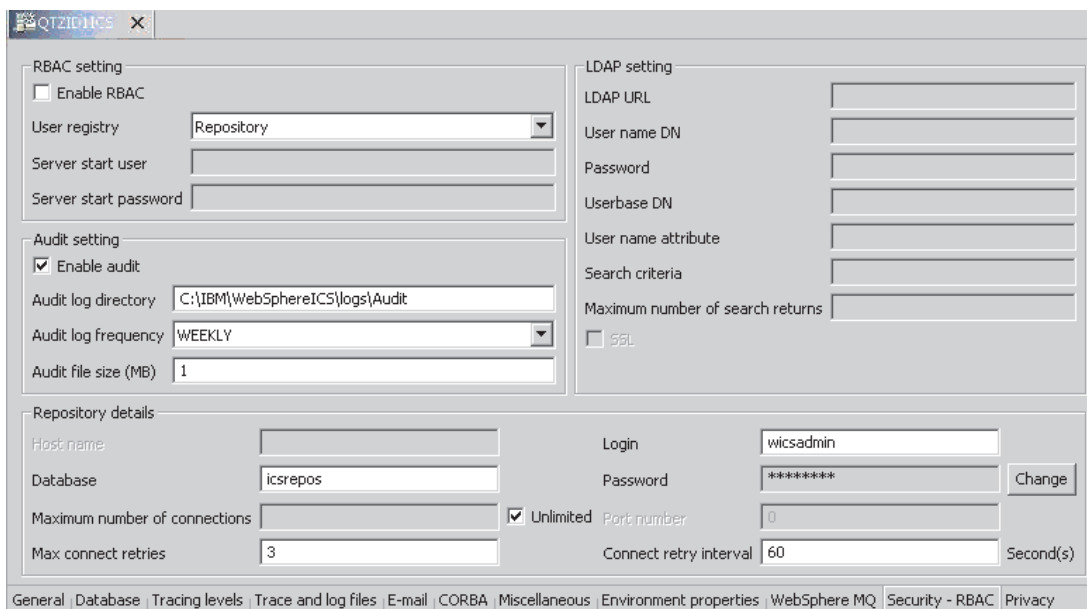 QTZID11CS
RBAC setting
Enable RBAC
User registry Repository
Server start user
Server start password
Audit setting
Enable audit
Audit log directory C:\IBM\WebSphereICS\logs\Audit
Audit log frequency WEEKLY
Audit file size (MB) 1
LDAP setting
LDAP URL
User name DN
Password
Userbase DN
User name attribute
Search criteria
Maximum number of search returns
SSL
Repository details
Host name
Login wicsadmin
Database icsrepos
Password ******** Change
Maximum number of connections Unlimited Port number 0
Max connect retries 3
Connect retry interval 60 Second(s)
General Database Tracing levels Trace and log files E-mail CORBA Miscellaneous Environment properties WebSphere MQ Security - RBAC Privacy